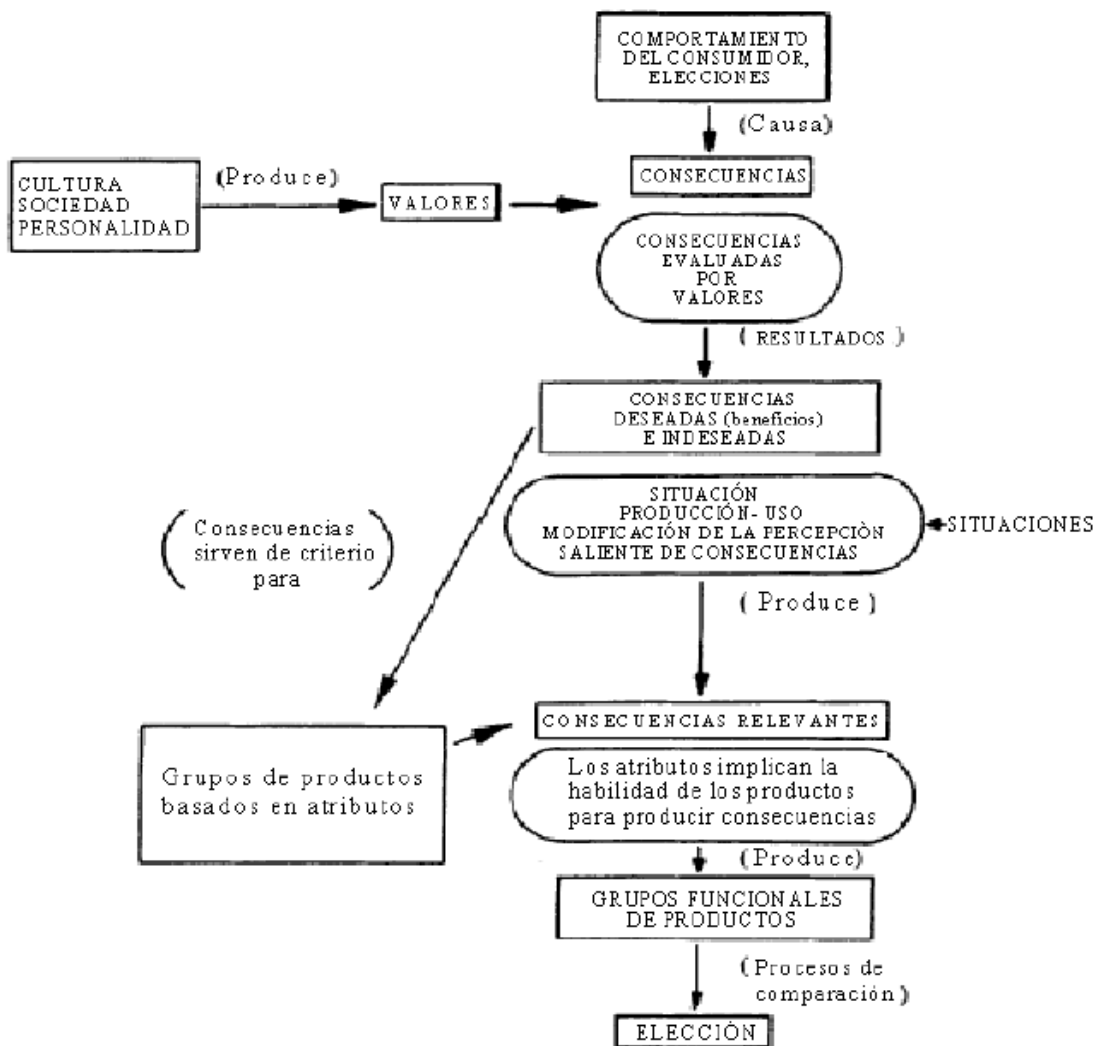 COMPORTAMIENTO
DEL CONSUMIDOR,
ELECCIONES
(Causa)
CONSECUENCIAS
CULTURA
SOCIEDAD
PERSONALIDAD
(Produce)
VALORES
CONSECUENCIAS
EVALUADAS
POR
VALORES
( RESULTADOS )
CONSECUENCIAS
DESEADAS (beneficios)
E INDESEADAS
SITUACIÓN
PRODUCCIÓN- USO
MODIFICACIÓN DE LA PERCEPCIÒN
SALIENTE DE CONSECUENCIAS
SITUACIONES
(Consecuencias
sirven de criterio
para)
( Produce )
CONSECUENCIAS RELEVANTES
Grupos de productos
basados en atributos
Los atributos implican la
habilidad de los productos
para producir consecuencias
(Produce)
GRUPOS FUNCIONALES
DE PRODUCTOS
(Procesos de
comparación)
ELECCIÓN